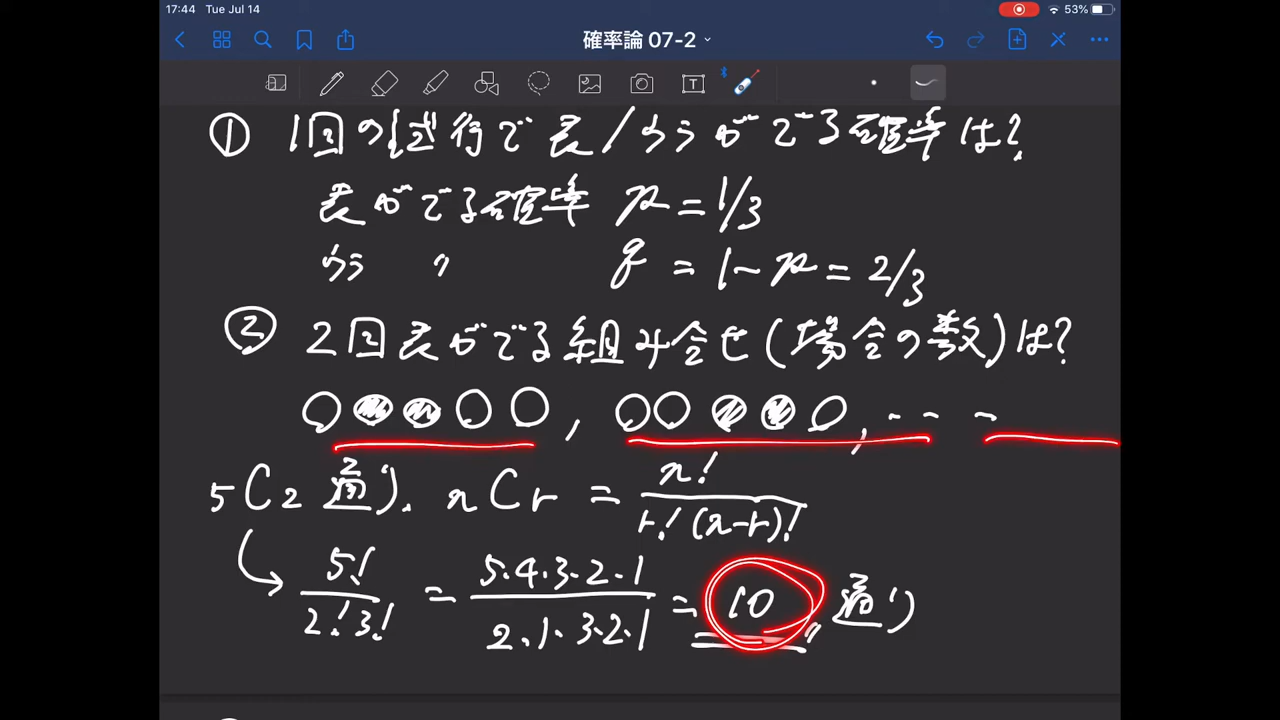 17:44 Tue Jul 14 53%
確率論 07-2
T
① 1回の試行で表/ウラがでる確率は?
表がでる確率 p = 1/3
ウラ 〃 q = 1-p = 2/3
② 2回表がでる組み合せ(場合の数)は?
, , -- -
5C2 通り. nCr = n!/r!(n-r)!
5!/2!3! = 5.4.3.2.1/2.1.3.2.1 = 10 通り